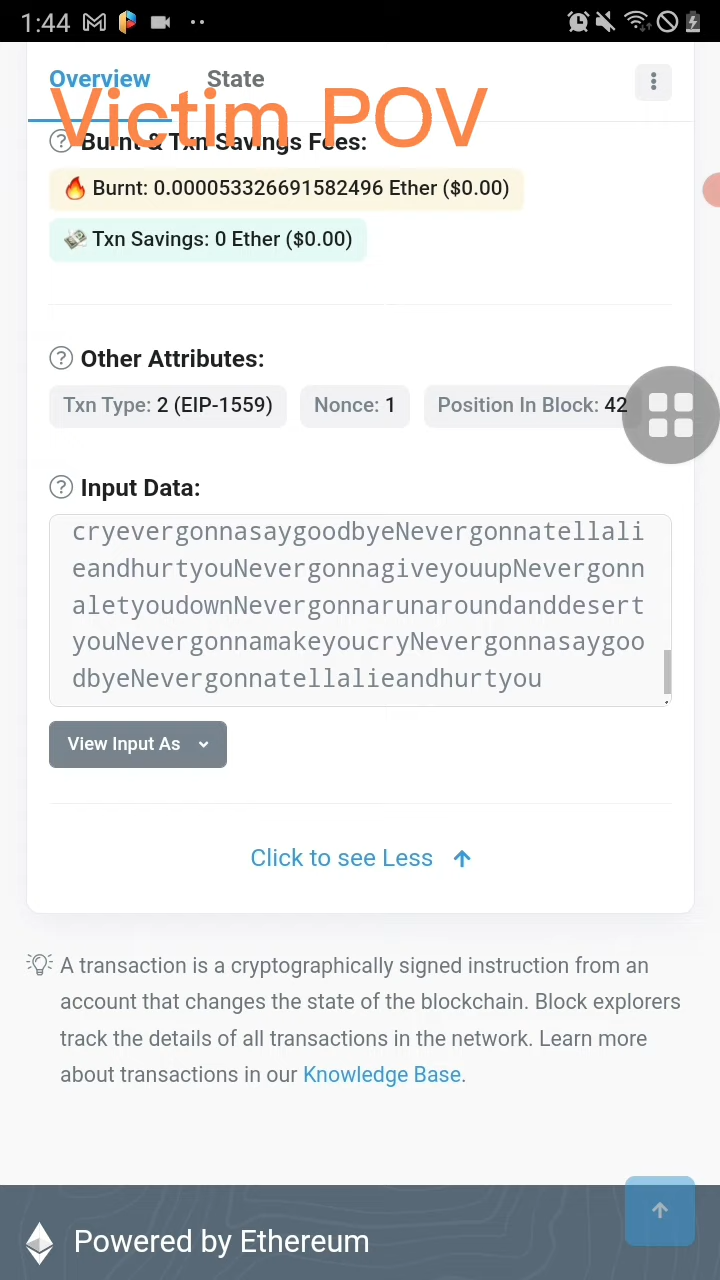 1:44
Overview State
Victim POV
Burnt & Txn Savings Fees:
Burnt: 0.000053326691582496 Ether ($0.00)
Txn Savings: 0 Ether ($0.00)
Other Attributes:
Txn Type: 2 (EIP-1559) Nonce: 1 Position In Block: 42
Input Data:
cryevergonnasaygoodbyeNevergonnatellali
eandhurtyouNevergonnagiveyouupNevergonn
aletyoudownNevergonnarunaroundanddesert
youNevergonnamakeyoucryNevergonnasaygoo
dbyeNevergonnatellalieandhurtyou
View Input As
Click to see Less
A transaction is a cryptographically signed instruction from an
account that changes the state of the blockchain. Block explorers
track the details of all transactions in the network. Learn more
about transactions in our Knowledge Base.
Powered by Ethereum